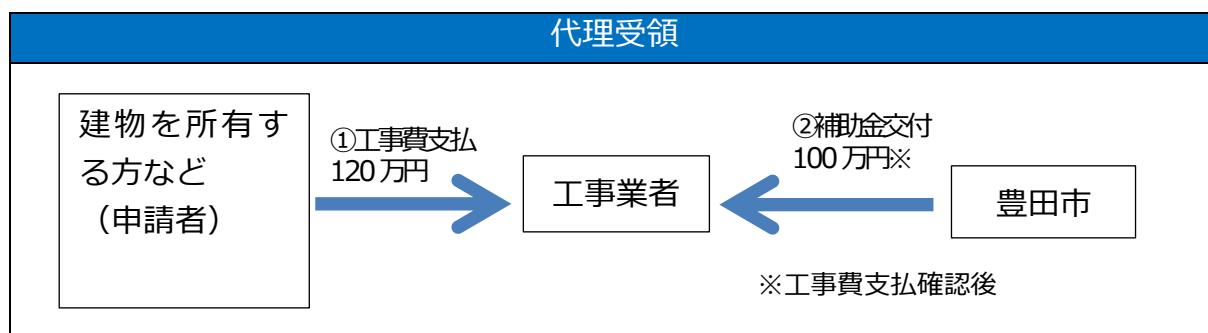 代理受領
建物を所有す
る方など
（申請者）
①工事費支払
120万円
工事業者
②補助金交付
100万円※
豊田市
※工事費支払確認後